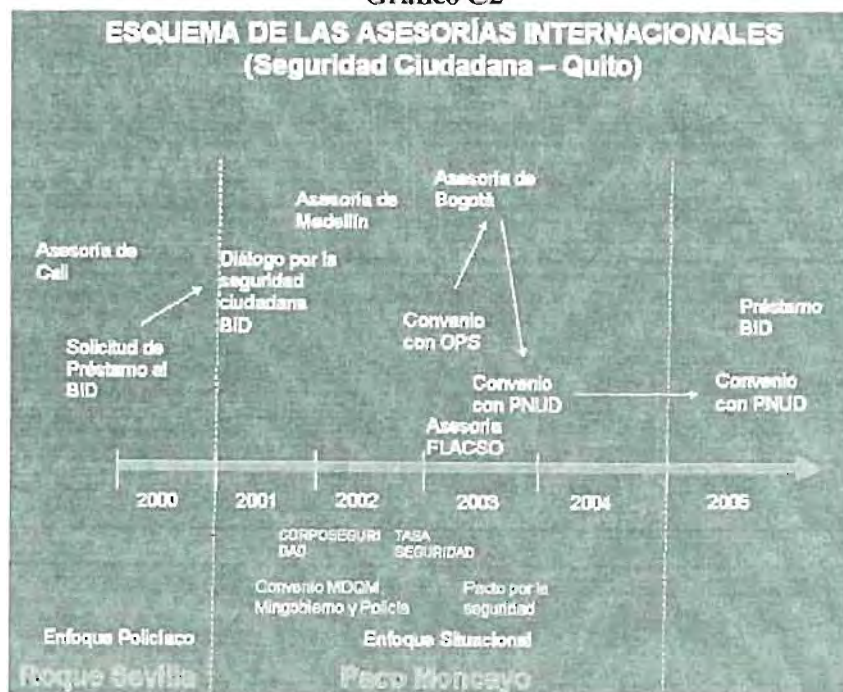 Gráfico C2
ESQUEMA DE LAS ASESORÍAS INTERNACIONALES
(Seguridad Ciudadana – Quito)
Asesoría de
Cali
Solicitud de
Préstamo al
BID
Diálogo por la
seguridad
ciudadana
BID
Asesoría de
Medellín
Asesoría de
Bogotá
Convenio
con OPS
Convenio
con PNUD
Asesoría
FLACSO
Préstamo
BID
Convenio
con PNUD
2000
2001
2002
2003
2004
2005
CORPOSEGURI
DAD
TASA
SEGURIDAD
Convenio MDQM
Mingobierno y Policía
Pacto por la
seguridad
Enfoque Policíaco
Enfoque Situacional
Roque Sevilla
Paco Moncayo